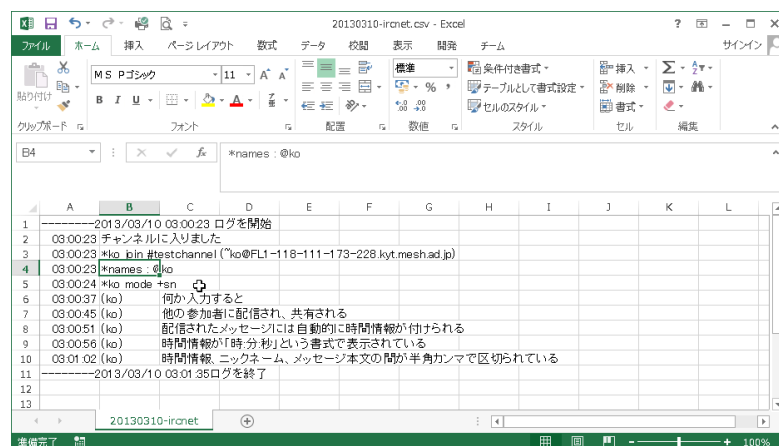 20130310-ircnet.csv - Excel
ファイル ホーム 挿入 ページレイアウト 数式 データ 校閲 表示 開発 チーム サインイン
貼り付け
MS Pゴシック 11
B I U
標準
条件付き書式
テーブルとして書式設定
セルのスタイル
挿入
削除
書式
クリップボード フォント 配置 数値 スタイル セル 編集
B4 fx *names : @ko
A B C D E F G H I J K L
1 --------2013/03/10 03:00:23 ログを開始
2 03:00:23 チャンネルに入りました
3 03:00:23 *ko join #testchannel (~ko@FL1-118-111-173-228.kyt.mesh.ad.jp)
4 03:00:23 *names : @ko
5 03:00:24 *ko mode +sn
6 03:00:37 (ko) 何か入力すると
7 03:00:45 (ko) 他の参加者に配信され、共有される
8 03:00:51 (ko) 配信されたメッセージには自動的に時間情報が付けられる
9 03:00:56 (ko) 時間情報が「時:分:秒」という書式で表示されている
10 03:01:02 (ko) 時間情報、ニックネーム、メッセージ本文の間が半角カンマで区切られている
11 --------2013/03/10 03:01:35ログを終了
12
13
20130310-ircnet
準備完了 100%